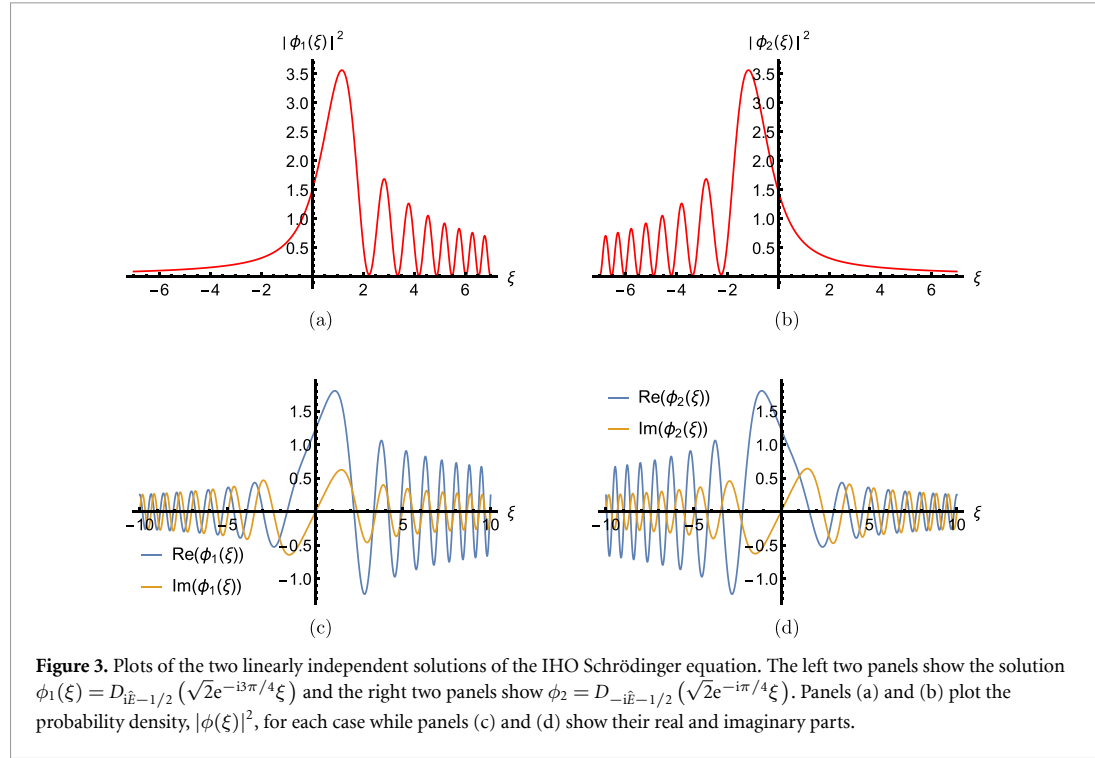 |ϕ₁(ξ)|²
3.5
3.0
2.5
2.0
1.5
1.0
0.5
-6 -4 -2 0 2 4 6 ξ
(a)
|ϕ₂(ξ)|²
3.5
3.0
2.5
2.0
1.5
1.0
0.5
-6 -4 -2 0 2 4 6 ξ
(b)
1.5
1.0
0.5
-10 -5 5 10 ξ
-0.5
-1.0
Re(ϕ₁(ξ))
Im(ϕ₁(ξ))
(c)
Re(ϕ₂(ξ))
Im(ϕ₂(ξ))
1.5
1.0
0.5
-10 -5 5 10 ξ
-0.5
-1.0
(d)
Figure 3. Plots of the two linearly independent solutions of the IHO Schrödinger equation. The left two panels show the solution
ϕ₁(ξ) = D_{iÊ−1/2}(√2e^{−i3π/4}ξ) and the right two panels show ϕ₂ = D_{−iÊ−1/2}(√2e^{−iπ/4}ξ). Panels (a) and (b) plot the
probability density, |ϕ(ξ)|², for each case while panels (c) and (d) show their real and imaginary parts.